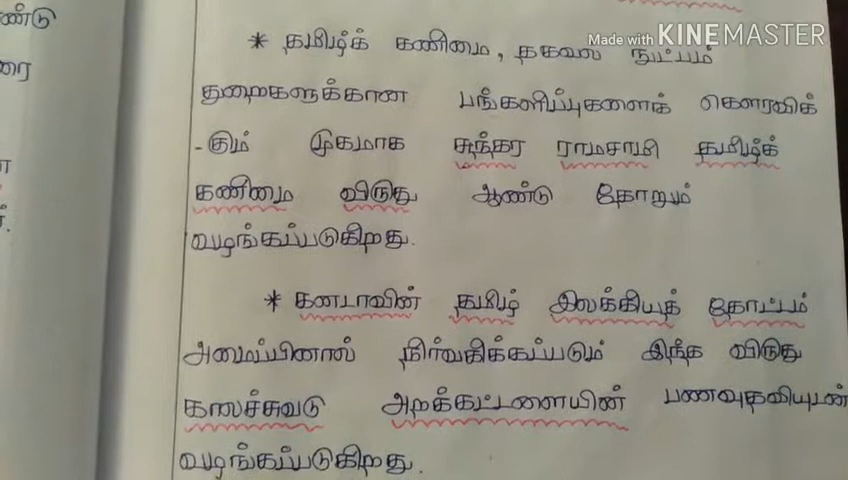 ண்டு
ரை
Made with KINEMASTER
* தமிழ்க் கணிமை, தகவல் நுட்பம்
துறைகளுக்கான பங்களிப்புகளைக் கௌரவிக்
-கும் முகமாக சுந்தர ராமசாமி தமிழ்க்
கணிமை விருது ஆண்டு தோறும்
வழங்கப்படுகிறது.
* கனடாவின் தமிழ் இலக்கியத் தோட்டம்
அமைப்பினால் நிர்வகிக்கப்படும் இந்த விருது
காலச்சுவடு அறக்கட்டளையின் பணவுதவியுடன்
வழங்கப்படுகிறது.